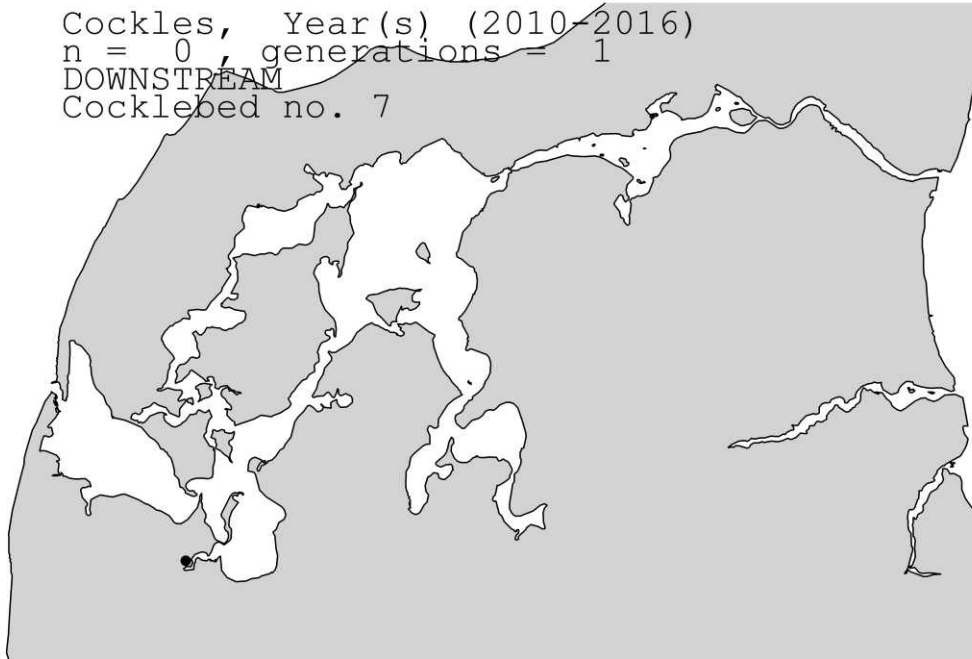 Cockles, Year(s) (2010-2016)
n = 0 , generations = 1
DOWNSTREAM
Cocklebed no. 7